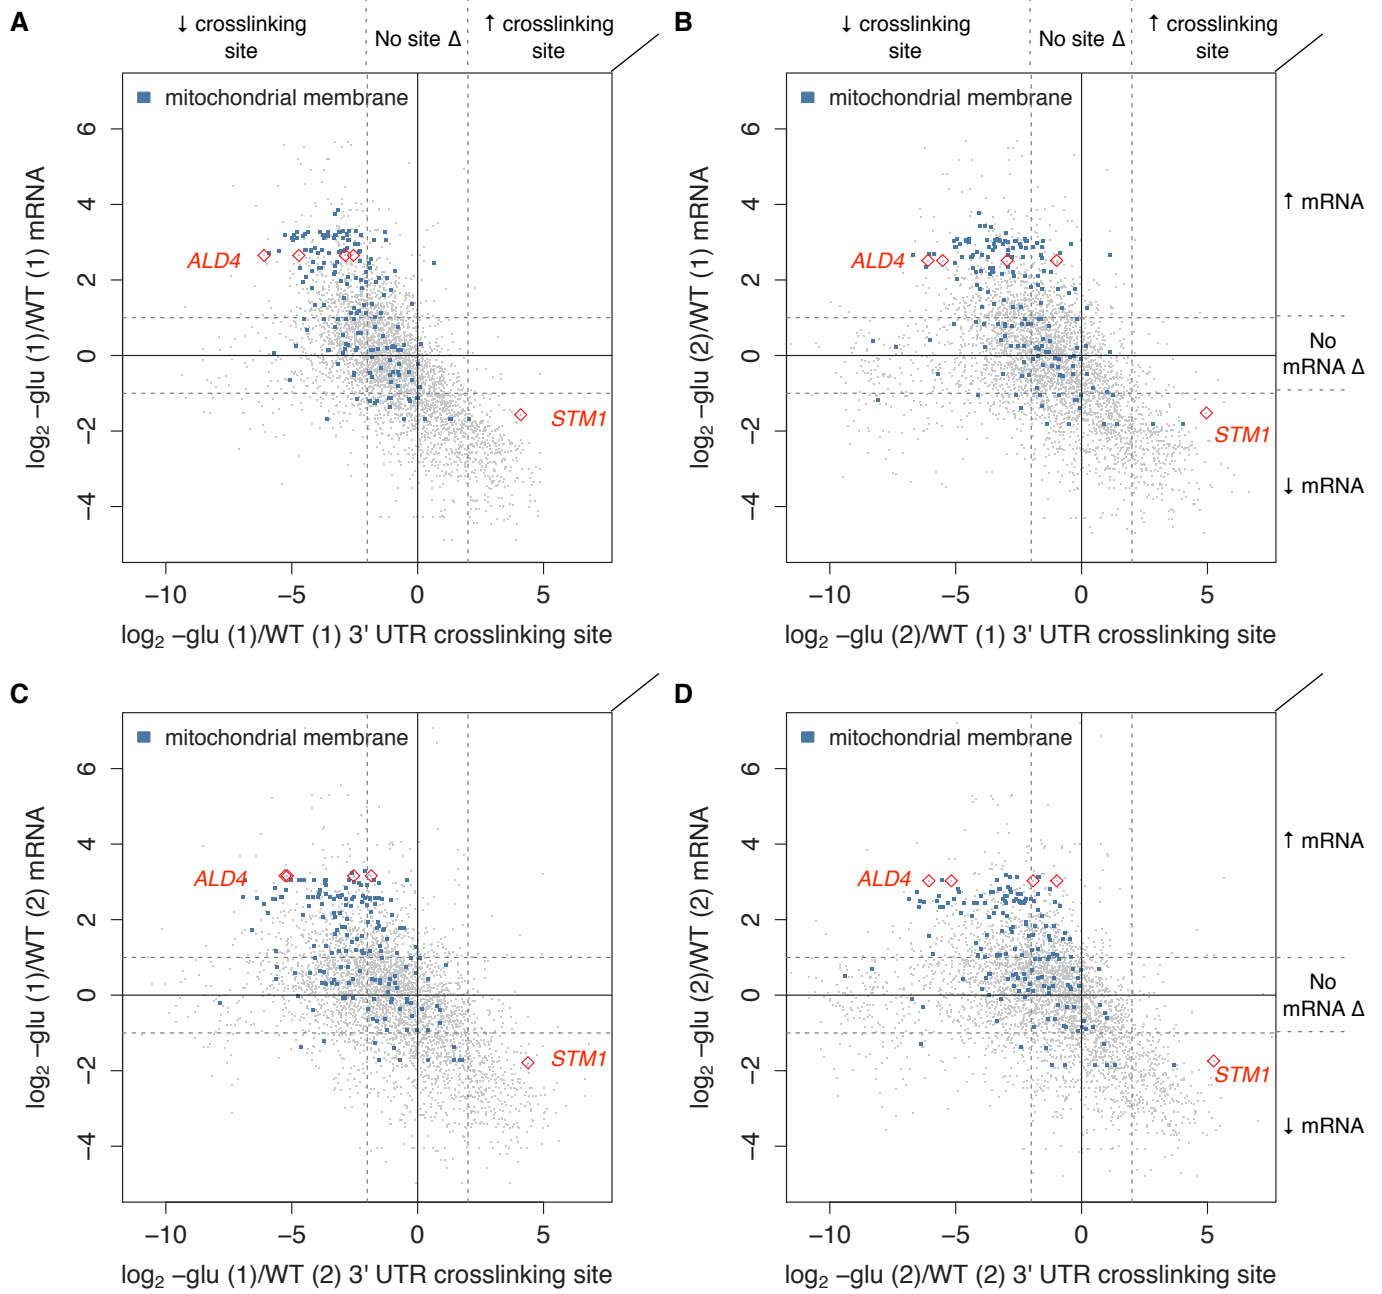 A
↓ crosslinking
site
No site Δ
↑ crosslinking
site
mitochondrial membrane
ALD4
STM1
6
4
2
0
−2
−4
log2 −glu (1)/WT (1) mRNA
−10
−5
0
5
log2 −glu (1)/WT (1) 3' UTR crosslinking site
B
↓ crosslinking
site
No site Δ
↑ crosslinking
site
mitochondrial membrane
ALD4
STM1
6
4
2
0
−2
−4
log2 −glu (2)/WT (1) mRNA
↑ mRNA
No
mRNA Δ
↓ mRNA
−10
−5
0
5
log2 −glu (2)/WT (1) 3' UTR crosslinking site
C
mitochondrial membrane
ALD4
STM1
6
4
2
0
−2
−4
log2 −glu (1)/WT (2) mRNA
−10
−5
0
5
log2 −glu (1)/WT (2) 3' UTR crosslinking site
D
mitochondrial membrane
ALD4
STM1
6
4
2
0
−2
−4
log2 −glu (2)/WT (2) mRNA
↑ mRNA
No
mRNA Δ
↓ mRNA
−10
−5
0
5
log2 −glu (2)/WT (2) 3' UTR crosslinking site